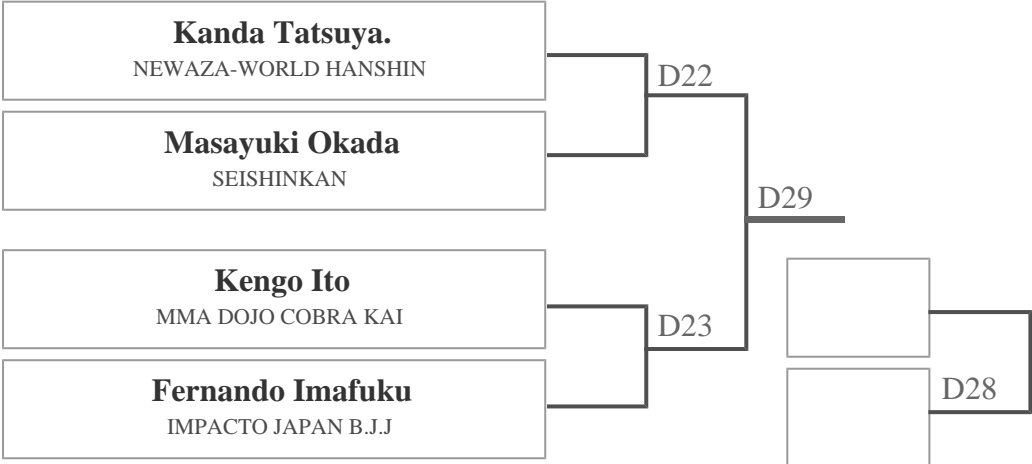 Kanda Tatsuya.
NEWAZA-WORLD HANSHIN
D22
Masayuki Okada
SEISHINKAN
D29
Kengo Ito
MMA DOJO COBRA KAI
D23
Fernando Imafuku
IMPACTO JAPAN B.J.J
D28